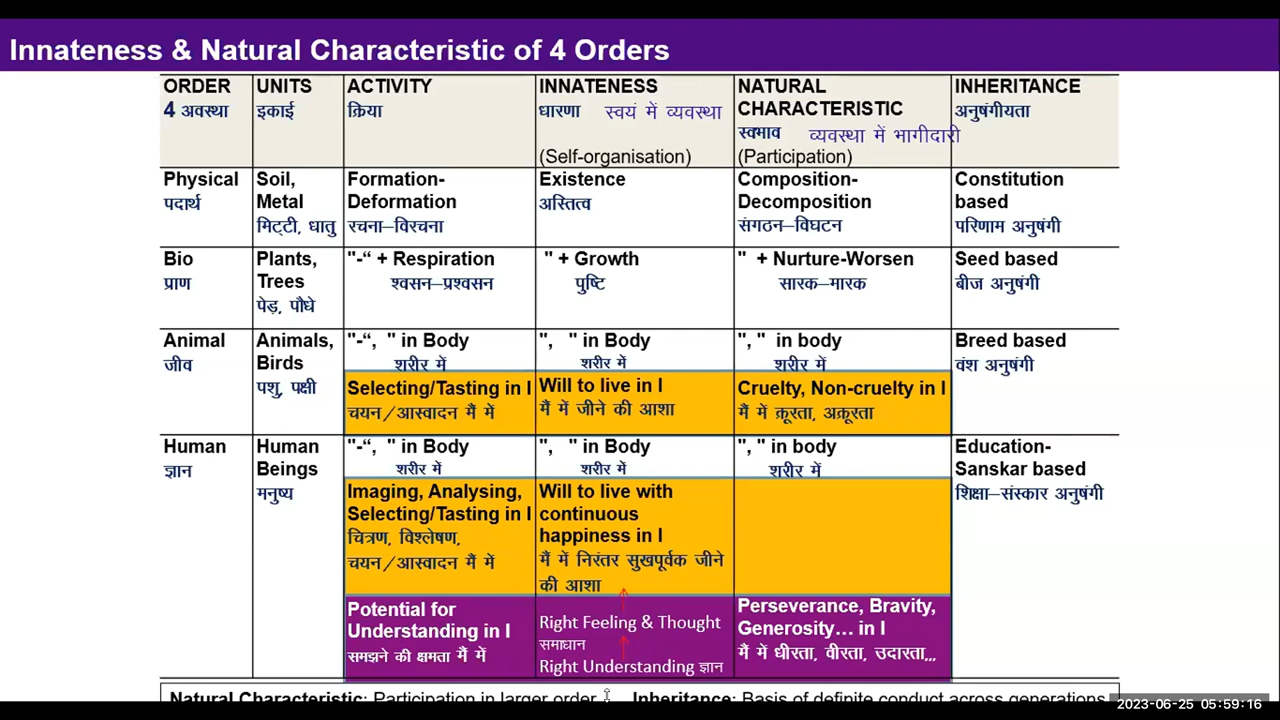 Innateness & Natural Characteristic of 4 Orders
ORDER
4 अवस्था
UNITS
इकाई
ACTIVITY
क्रिया
INNATENESS
धारणा स्वयं में व्यवस्था
(Self-organisation)
NATURAL
CHARACTERISTIC
स्वभाव व्यवस्था में भागीदारी
(Participation)
INHERITANCE
अनुषंगीयता
Physical
पदार्थ
Soil,
Metal
मिट्टी, धातु
Formation-
Deformation
रचना–विरचना
Existence
अस्तित्व
Composition-
Decomposition
संगठन–विघटन
Constitution
based
परिणाम अनुषंगी
Bio
प्राण
Plants,
Trees
पेड़, पौधे
"-“ + Respiration
श्वसन–प्रश्वसन
" + Growth
पुष्टि
" + Nurture-Worsen
सारक–मारक
Seed based
बीज अनुषंगी
Animal
जीव
Animals,
Birds
पशु, पक्षी
"-“, " in Body
शरीर में
Selecting/Tasting in I
चयन/आस्वादन मैं में
", " in Body
शरीर में
Will to live in I
मैं में जीने की आशा
", " in body
शरीर में
Cruelty, Non-cruelty in I
मैं में क्रूरता, अक्रूरता
Breed based
वंश अनुषंगी
Human
ज्ञान
Human
Beings
मनुष्य
"-“, " in Body
शरीर में
Imaging, Analysing,
Selecting/Tasting in I
चित्रण, विश्लेषण,
चयन/आस्वादन मैं में
Potential for
Understanding in I
समझने की क्षमता मैं में
", " in Body
शरीर में
Will to live with
continuous
happiness in I
मैं में निरंतर सुखपूर्वक जीने
की आशा
Right Feeling & Thought
समाधान
Right Understanding ज्ञान
", " in body
शरीर में
Perseverance, Bravity,
Generosity… in I
मैं में धीरता, वीरता, उदारता,,,
Education-
Sanskar based
शिक्षा–संस्कार अनुषंगी
Natural Characteristic: Participation in larger order Inheritance: Basis of definite conduct across generations
2023-06-25 05:59:16